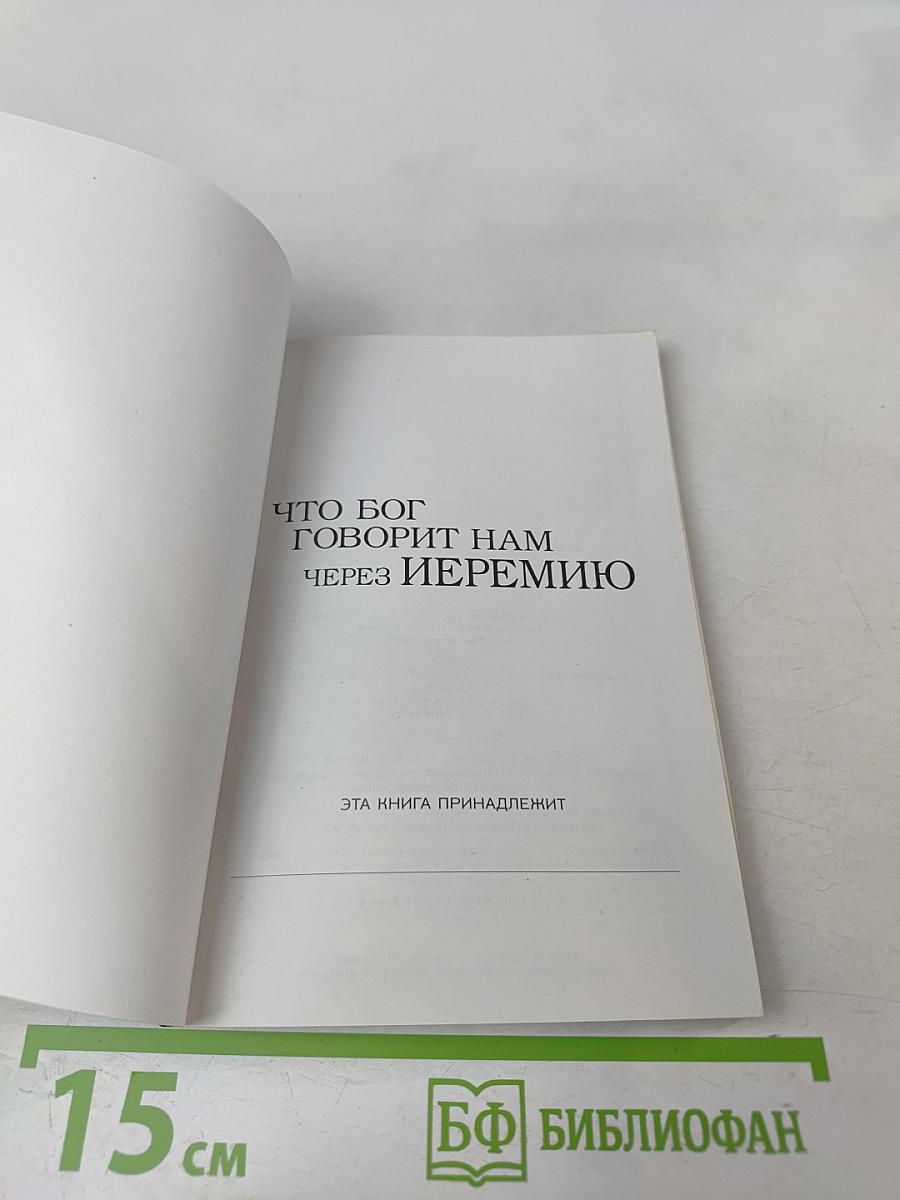 ЧТО БОГ
ГОВОРИТ НАМ
ЧЕРЕЗ ИЕРЕМИЮ
ЭТА КНИГА ПРИНАДЛЕЖИТ
15 см
БФ БИБЛИОФАН